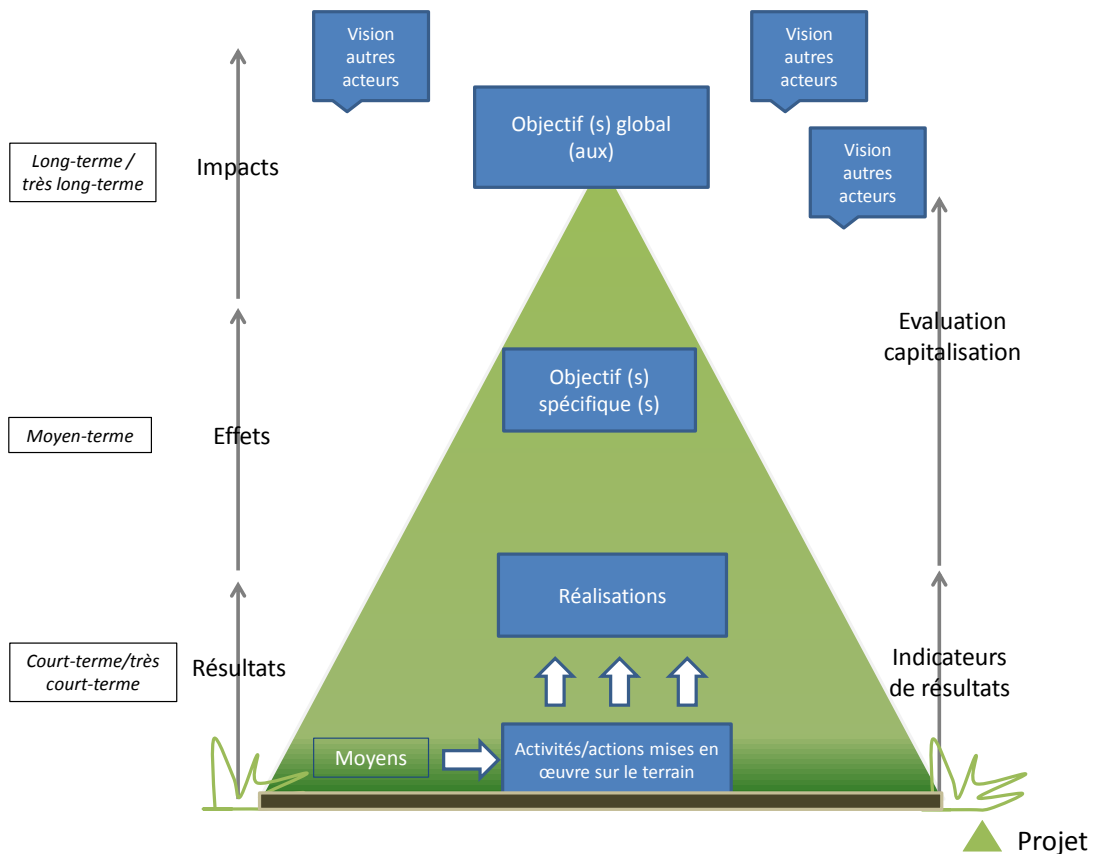 Vision
autres
acteurs
Vision
autres
acteurs
Objectif (s) global
(aux)
Vision
autres
acteurs
Long-terme /
très long-terme
Impacts
Evaluation
capitalisation
Objectif (s)
spécifique (s)
Moyen-terme
Effets
Réalisations
Court-terme/très
court-terme
Résultats
Indicateurs
de résultats
Moyens
Activités/actions mises en
œuvre sur le terrain
Projet